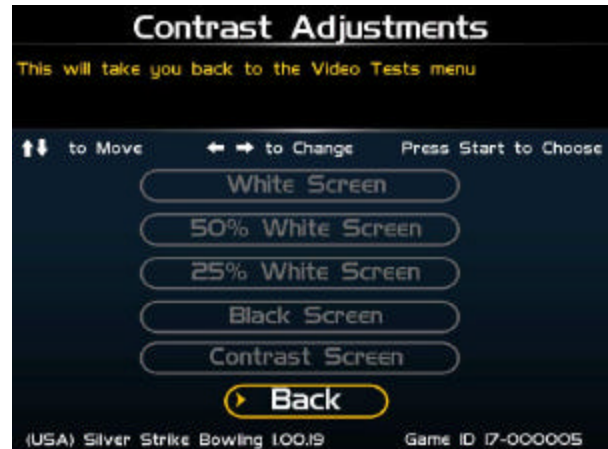 Contrast Adjustments
This will take you back to the Video Tests menu
to Move to Change Press Start to Choose
White Screen
50% White Screen
25% White Screen
Black Screen
Contrast Screen
Back
(USA) Silver Strike Bowling 1.00.19 Game ID 17-000005